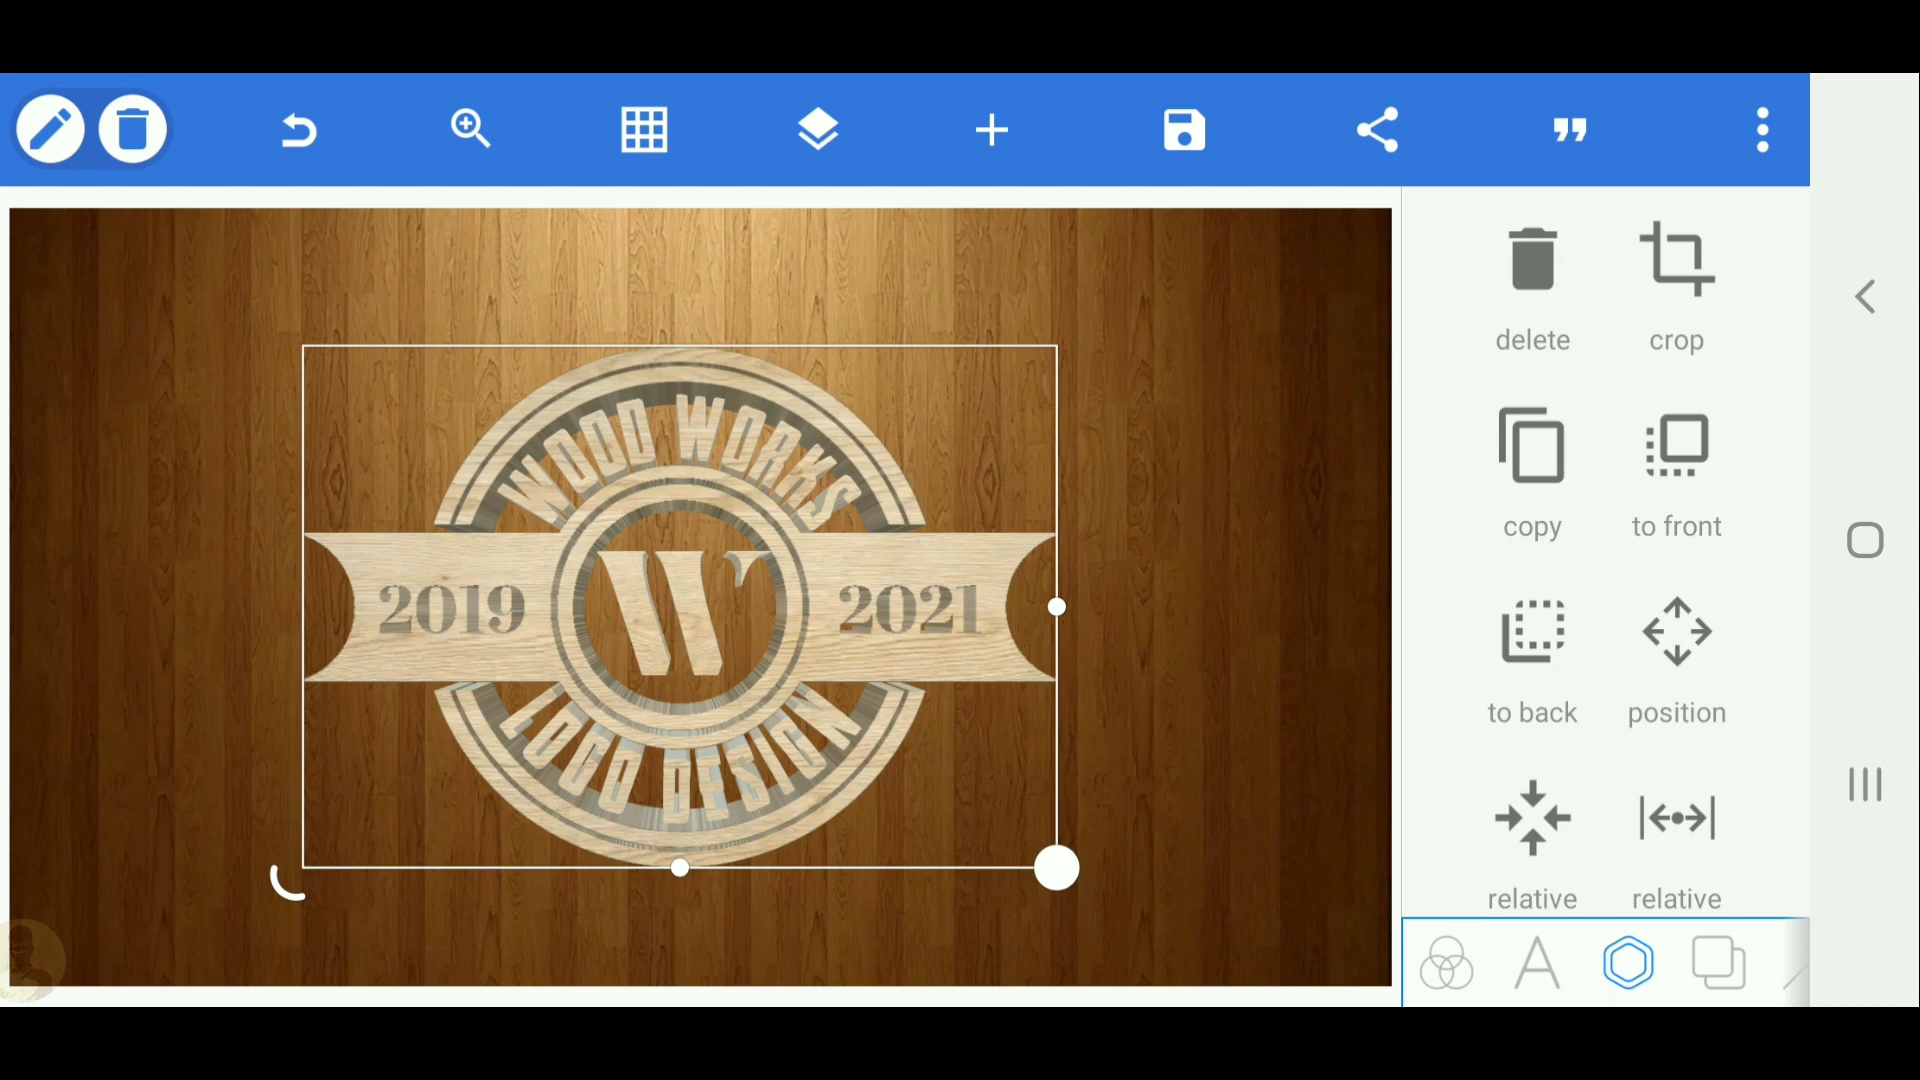 delete crop
WOOD WORKS
copy to front
2019 W 2021
to back position
LOGO DESIGN
relative relative